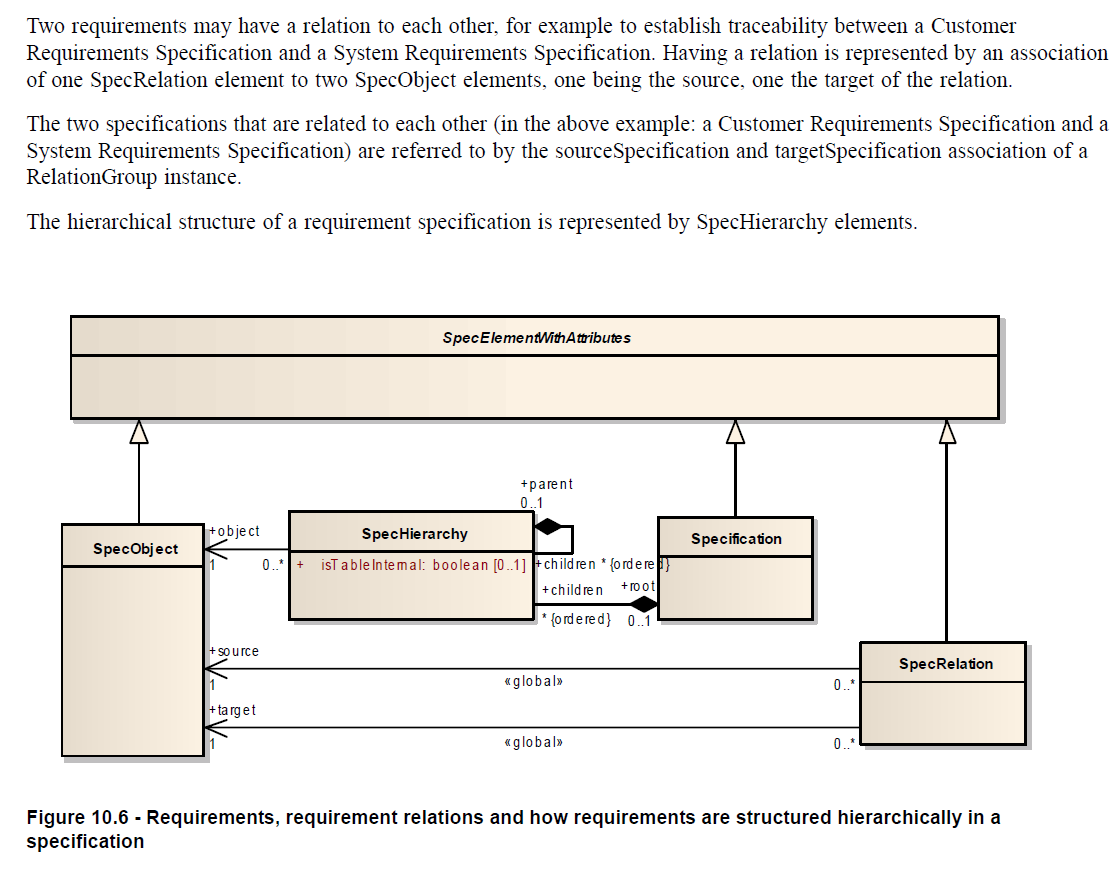 Two requirements may have a relation to each other, for example to establish traceability between a Customer
Requirements Specification and a System Requirements Specification. Having a relation is represented by an association
of one SpecRelation element to two SpecObject elements, one being the source, one the target of the relation.
The two specifications that are related to each other (in the above example: a Customer Requirements Specification and a
System Requirements Specification) are referred to by the sourceSpecification and targetSpecification association of a
RelationGroup instance.
The hierarchical structure of a requirement specification is represented by SpecHierarchy elements.
SpecElementWithAttributes
+parent
0..1
SpecObject
+object
1
0..*
SpecHierarchy
+ isTableInternal: boolean [0..1]
+children * {ordered}
Specification
+children
+root
* {ordered}
0..1
+source
1
«global»
0..*
SpecRelation
+target
1
«global»
0..*
Figure 10.6 - Requirements, requirement relations and how requirements are structured hierarchically in a
specification